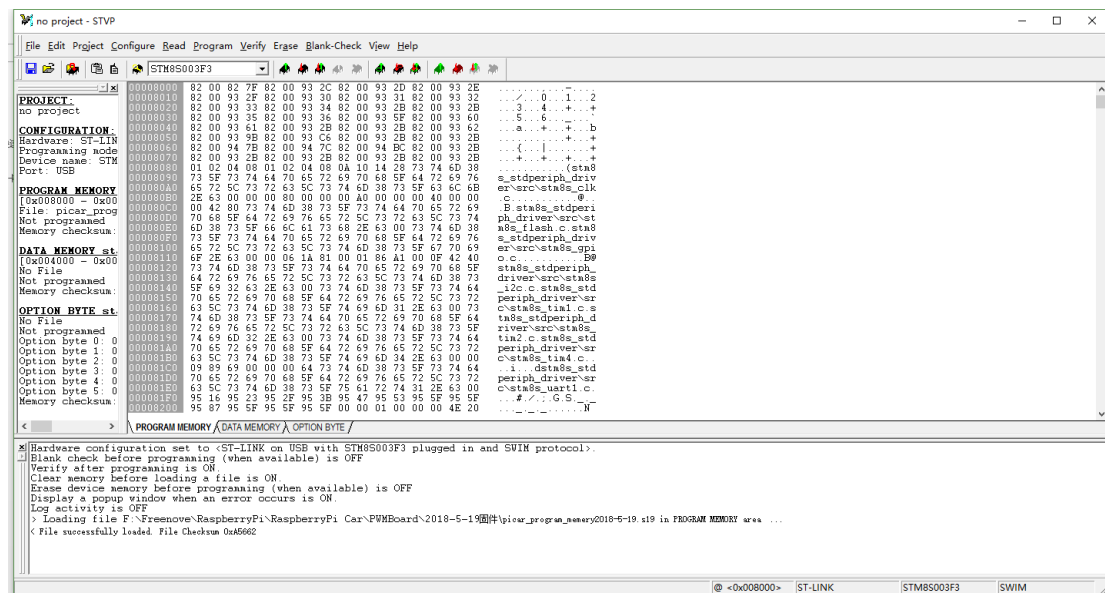 no project - STVP
File Edit Project Configure Read Program Verify Erase Blank-Check View Help
STM8S003F3
PROJECT:
no project
CONFIGURATION:
Hardware: ST-LIN
Programming mode
Device name: STM
Port: USB
PROGRAM MEMORY
[0x008000 - 0x00
File: picar_prog
Not programmed
Memory checksum:
DATA MEMORY st.
[0x004000 - 0x00
No File
Not programmed
Memory checksum:
OPTION BYTE st.
No File
Not programmed
Option byte 0: 0
Option byte 1: 0
Option byte 2: 0
Option byte 3: 0
Option byte 4: 0
Option byte 5: 0
Memory checksum:
00008000 82 00 82 7F 82 00 93 2C 82 00 93 2D 82 00 93 2E ...........-....
00008010 82 00 93 2F 82 00 93 30 82 00 93 31 82 00 93 32 .../...0...1...2
00008020 82 00 93 33 82 00 93 34 82 00 93 2B 82 00 93 2B ...3...4...+...+
00008030 82 00 93 35 82 00 93 36 82 00 93 5F 82 00 93 60 ...5...6..._...`
00008040 82 00 93 61 82 00 93 2B 82 00 93 2B 82 00 93 62 ...a...+...+...b
00008050 82 00 93 9B 82 00 93 C6 82 00 93 2B 82 00 93 2B ...........+...+
00008060 82 00 94 7B 82 00 94 7C 82 00 94 BC 82 00 93 2B ...{...|.......+
00008070 82 00 93 2B 82 00 93 2B 82 00 93 2B 82 00 93 2B ...+...+...+...+
00008080 01 02 04 08 01 02 04 08 0A 10 14 28 73 74 6D 38 ...........(stm8
00008090 73 5F 73 74 64 70 65 72 69 70 68 5F 64 72 69 76 s_stdperiph_driv
000080A0 65 72 5C 73 72 63 5C 73 74 6D 38 73 5F 63 6C 6B er\src\stm8s_clk
000080B0 2E 63 00 00 00 80 00 00 00 A0 00 00 00 40 00 00 .c...........@..
000080C0 00 42 80 73 74 6D 38 73 5F 73 74 64 70 65 72 69 .B.stm8s_stdperi
000080D0 70 68 5F 64 72 69 76 65 72 5C 73 72 63 5C 73 74 ph_driver\src\st
000080E0 6D 38 73 5F 66 6C 61 73 68 2E 63 00 73 74 6D 38 m8s_flash.c.stm8
000080F0 73 5F 73 74 64 70 65 72 69 70 68 5F 64 72 69 76 s_stdperiph_driv
00008100 65 72 5C 73 72 63 5C 73 74 6D 38 73 5F 67 70 69 er\src\stm8s_gpi
00008110 6F 2E 63 00 00 06 1A 81 00 01 86 A1 00 0F 42 40 o.c...........B@
00008120 73 74 6D 38 73 5F 73 74 64 70 65 72 69 70 68 5F stm8s_stdperiph_
00008130 64 72 69 76 65 72 5C 73 72 63 5C 73 74 6D 38 73 driver\src\stm8s
00008140 5F 69 32 63 2E 63 00 73 74 6D 38 73 5F 73 74 64 _i2c.c.stm8s_std
00008150 70 65 72 69 70 68 5F 64 72 69 76 65 72 5C 73 72 periph_driver\sr
00008160 63 5C 73 74 6D 38 73 5F 74 69 6D 31 2E 63 00 73 c\stm8s_tim1.c.s
00008170 74 6D 38 73 5F 73 74 64 70 65 72 69 70 68 5F 64 tm8s_stdperiph_d
00008180 72 69 76 65 72 5C 73 72 63 5C 73 74 6D 38 73 5F river\src\stm8s_
00008190 74 69 6D 32 2E 63 00 73 74 6D 38 73 5F 73 74 64 tim2.c.stm8s_std
000081A0 70 65 72 69 70 68 5F 64 72 69 76 65 72 5C 73 72 periph_driver\sr
000081B0 63 5C 73 74 6D 38 73 5F 74 69 6D 34 2E 63 00 00 c\stm8s_tim4.c..
000081C0 09 89 69 00 00 00 64 73 74 6D 38 73 5F 73 74 64 ..i...dstm8s_std
000081D0 70 65 72 69 70 68 5F 64 72 69 76 65 72 5C 73 72 periph_driver\sr
000081E0 63 5C 73 74 6D 38 73 5F 75 61 72 74 31 2E 63 00 c\stm8s_uart1.c.
000081F0 95 16 95 23 95 2F 95 3B 95 47 95 53 95 5F 95 5F ...#./.;.G.S._._
00008200 95 87 95 5F 95 5F 95 5F 00 00 01 00 00 00 4E 20 ..._._._......N
PROGRAM MEMORY DATA MEMORY OPTION BYTE
Hardware configuration set to <ST-LINK on USB with STM8S003F3 plugged in and SWIM protocol>.
Blank check before programming (when available) is OFF
Verify after programming is ON.
Clear memory before loading a file is ON.
Erase device memory before programming (when available) is OFF
Display a popup window when an error occurs is ON.
Log activity is OFF
> Loading file F:\Freenove\RaspberryPi\RaspberryPi Car\PWMBoard\2018-5-19固件\picar_program_memery2018-5-19.s19 in PROGRAM MEMORY area ...
< File successfully loaded. File Checksum 0xA5662
@ <0x008000> ST-LINK STM8S003F3 SWIM